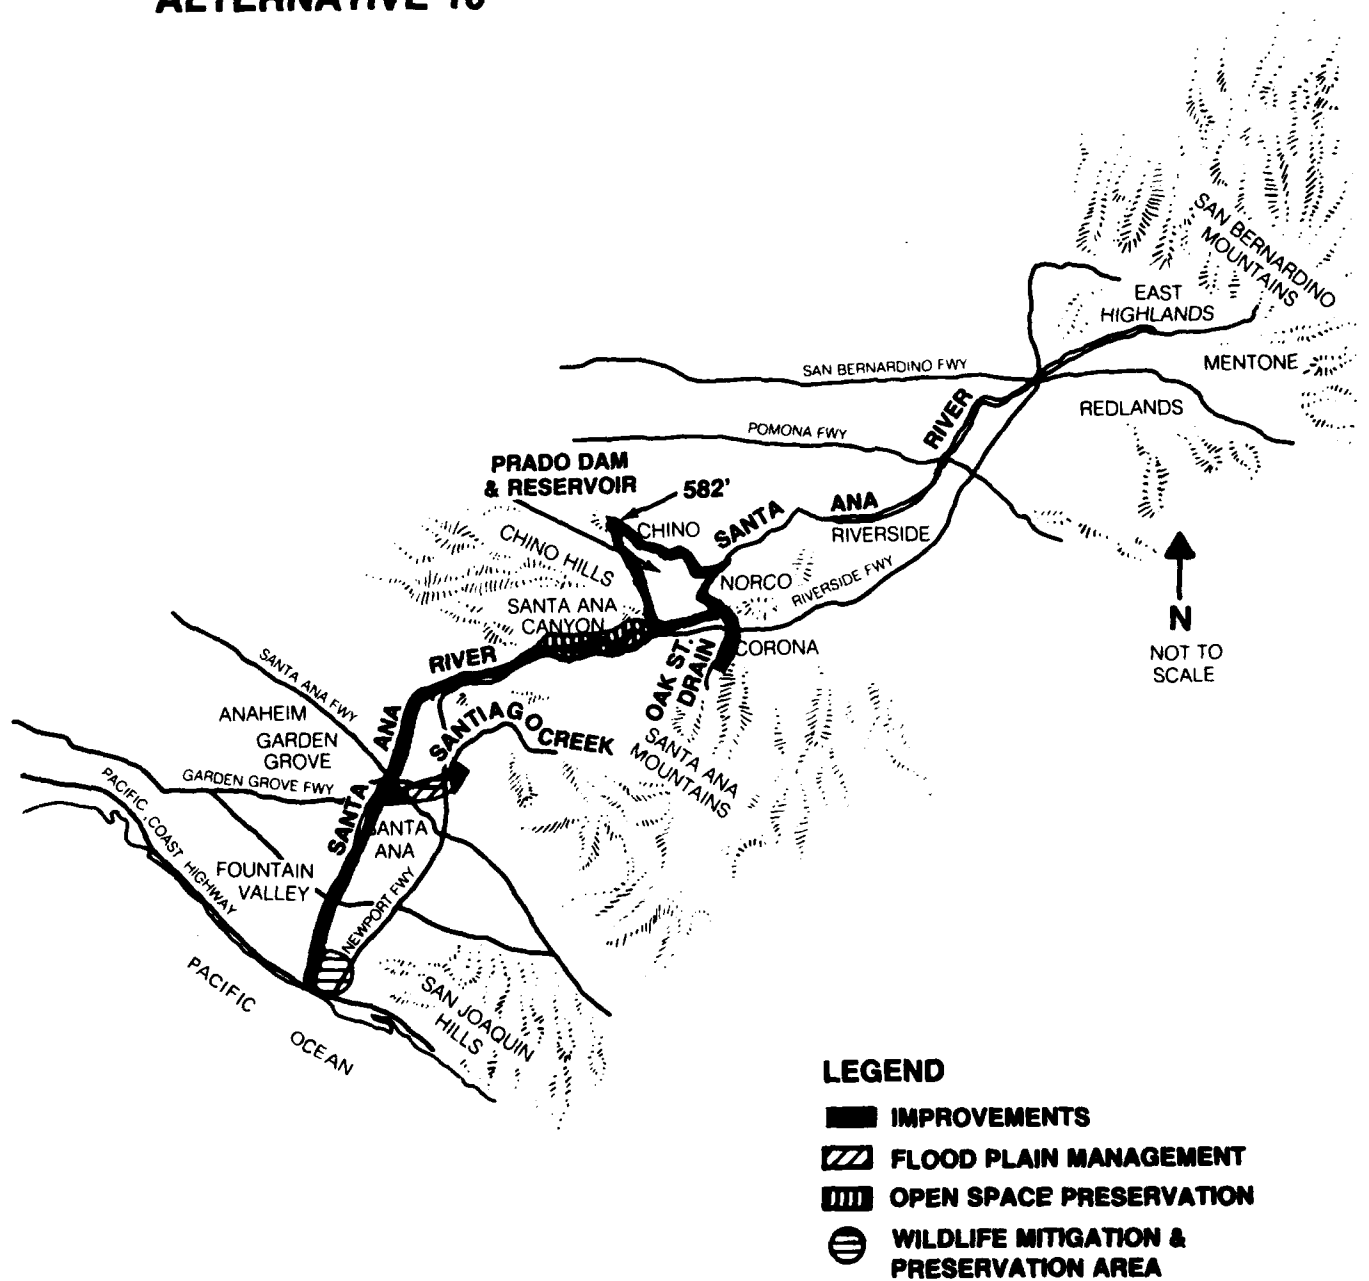 ALTERNATIVE
SAN BERNARDINO
MOUNTAINS
EAST
HIGHLANDS
MENTONE
SAN BERNARDINO FWY
REDLANDS
RIVER
POMONA FWY
PRADO DAM
& RESERVOIR
582'
CHINO
SANTA
ANA
RIVERSIDE
CHINO HILLS
NORCO
RIVERSIDE FWY
SANTA ANA
CANYON
N
NOT TO
SCALE
CORONA
OAK ST.
DRAIN
RIVER
SANTA ANA FWY
ANAHEIM
GARDEN
GROVE
ANA
SANTIAGO CREEK
SANTA ANA
MOUNTAINS
GARDEN GROVE FWY
PACIFIC COAST HIGHWAY
SANTA
SANTA
ANA
FOUNTAIN
VALLEY
NEWPORT FWY
PACIFIC
OCEAN
SAN JOAQUIN
HILLS
LEGEND
IMPROVEMENTS
FLOOD PLAIN MANAGEMENT
OPEN SPACE PRESERVATION
WILDLIFE MITIGATION &
PRESERVATION AREA